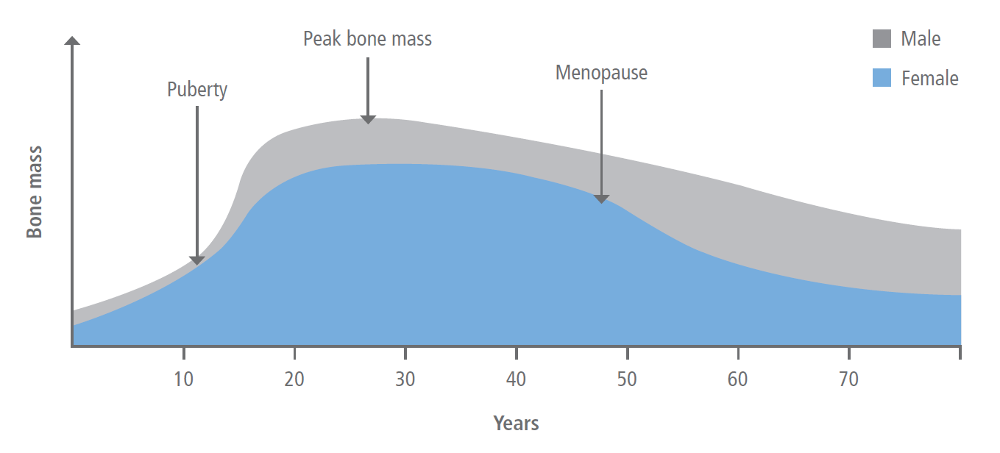 Peak bone mass
Male
Menopause
Female
Puberty
Bone mass
10 20 30 40 50 60 70
Years